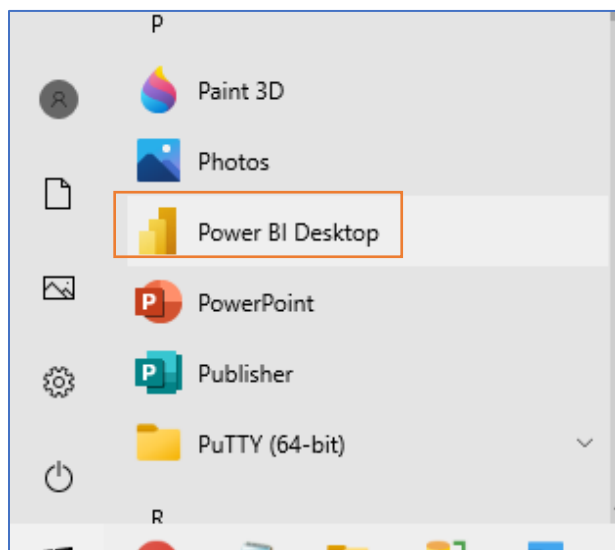 P
Paint 3D
Photos
Power BI Desktop
P PowerPoint
P Publisher
PuTTY (64-bit)
R